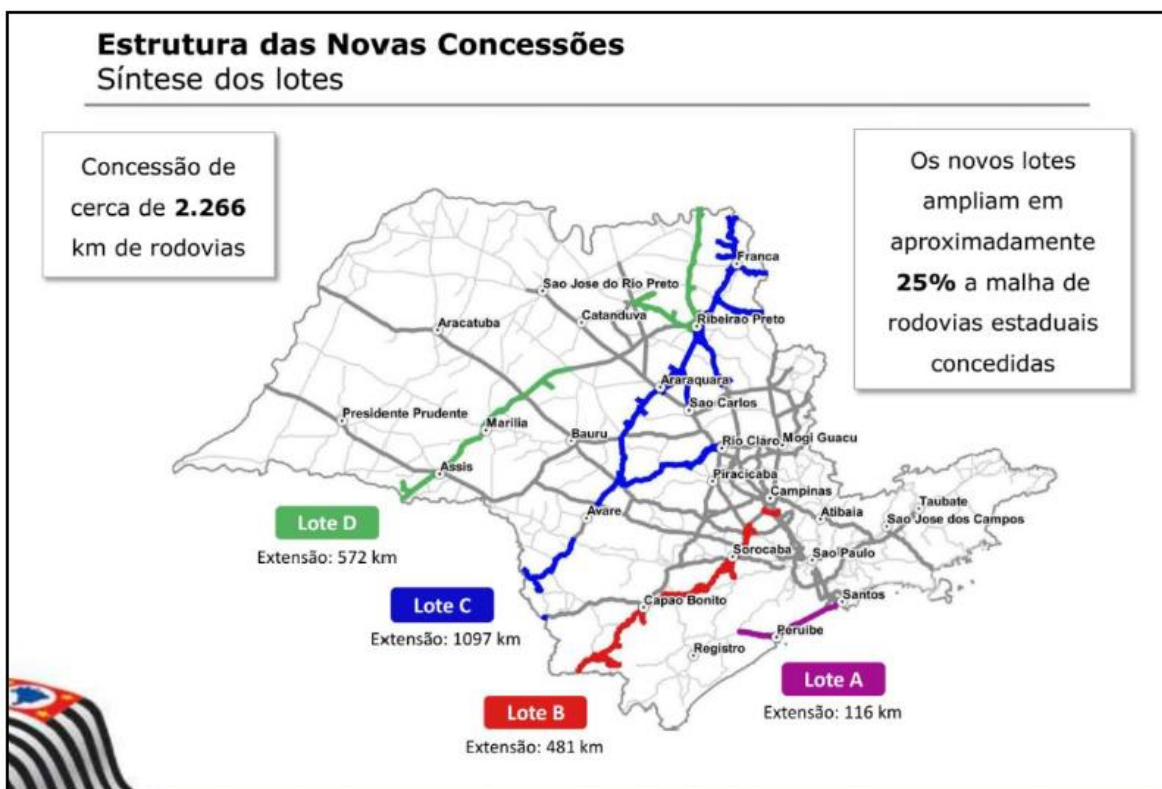 Estrutura das Novas Concessões
Síntese dos lotes
Concessão de
cerca de 2.266
km de rodovias
Os novos lotes
ampliam em
aproximadamente
25% a malha de
rodovias estaduais
concedidas
Franca
Sao Jose do Rio Preto
Catanduva
Ribeirao Preto
Aracatuba
Araraquara
Sao Carlos
Presidente Prudente
Marilia
Bauru
Rio Claro
Mogi Guacu
Assis
Piracicaba
Campinas
Avare
Atibaia
Taubate
Sao Jose dos Campos
Sorocaba
Sao Paulo
Capao Bonito
Santos
Peruibe
Registro
Lote D
Extensão: 572 km
Lote C
Extensão: 1097 km
Lote A
Extensão: 116 km
Lote B
Extensão: 481 km